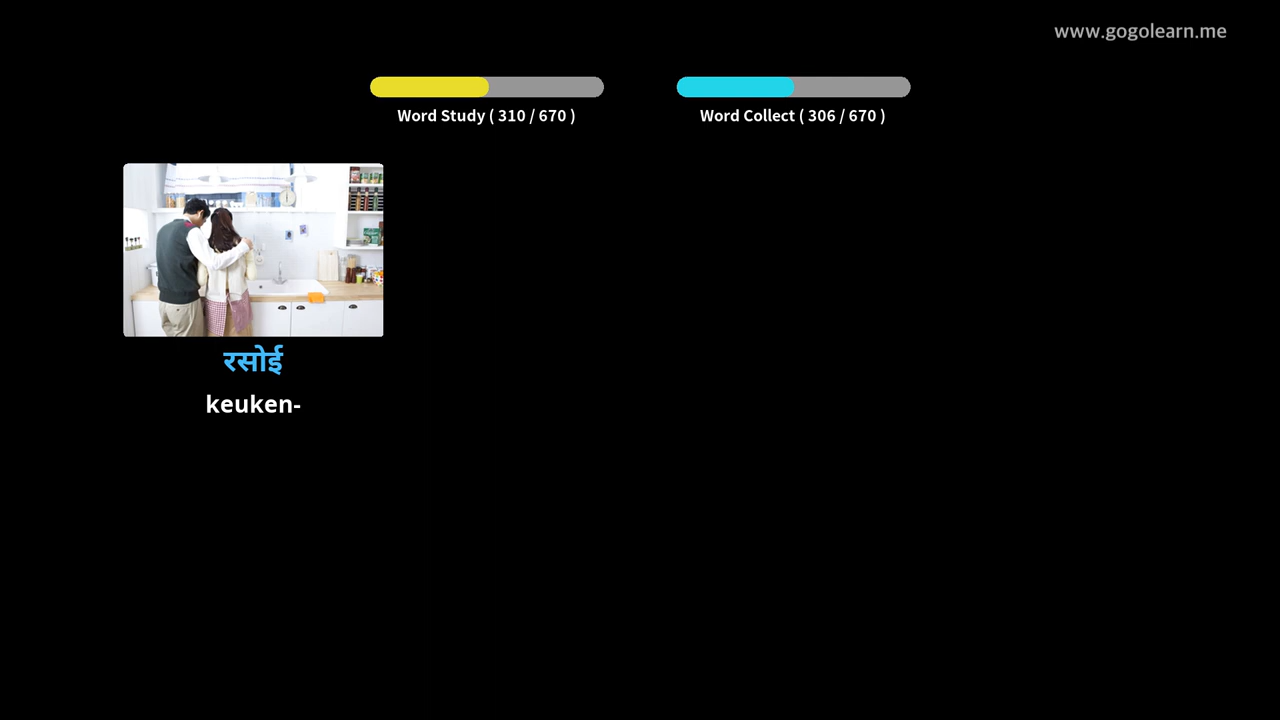 www.gogolearn.me
Word Study ( 310 / 670 )
Word Collect ( 306 / 670 )
रसोई
keuken-